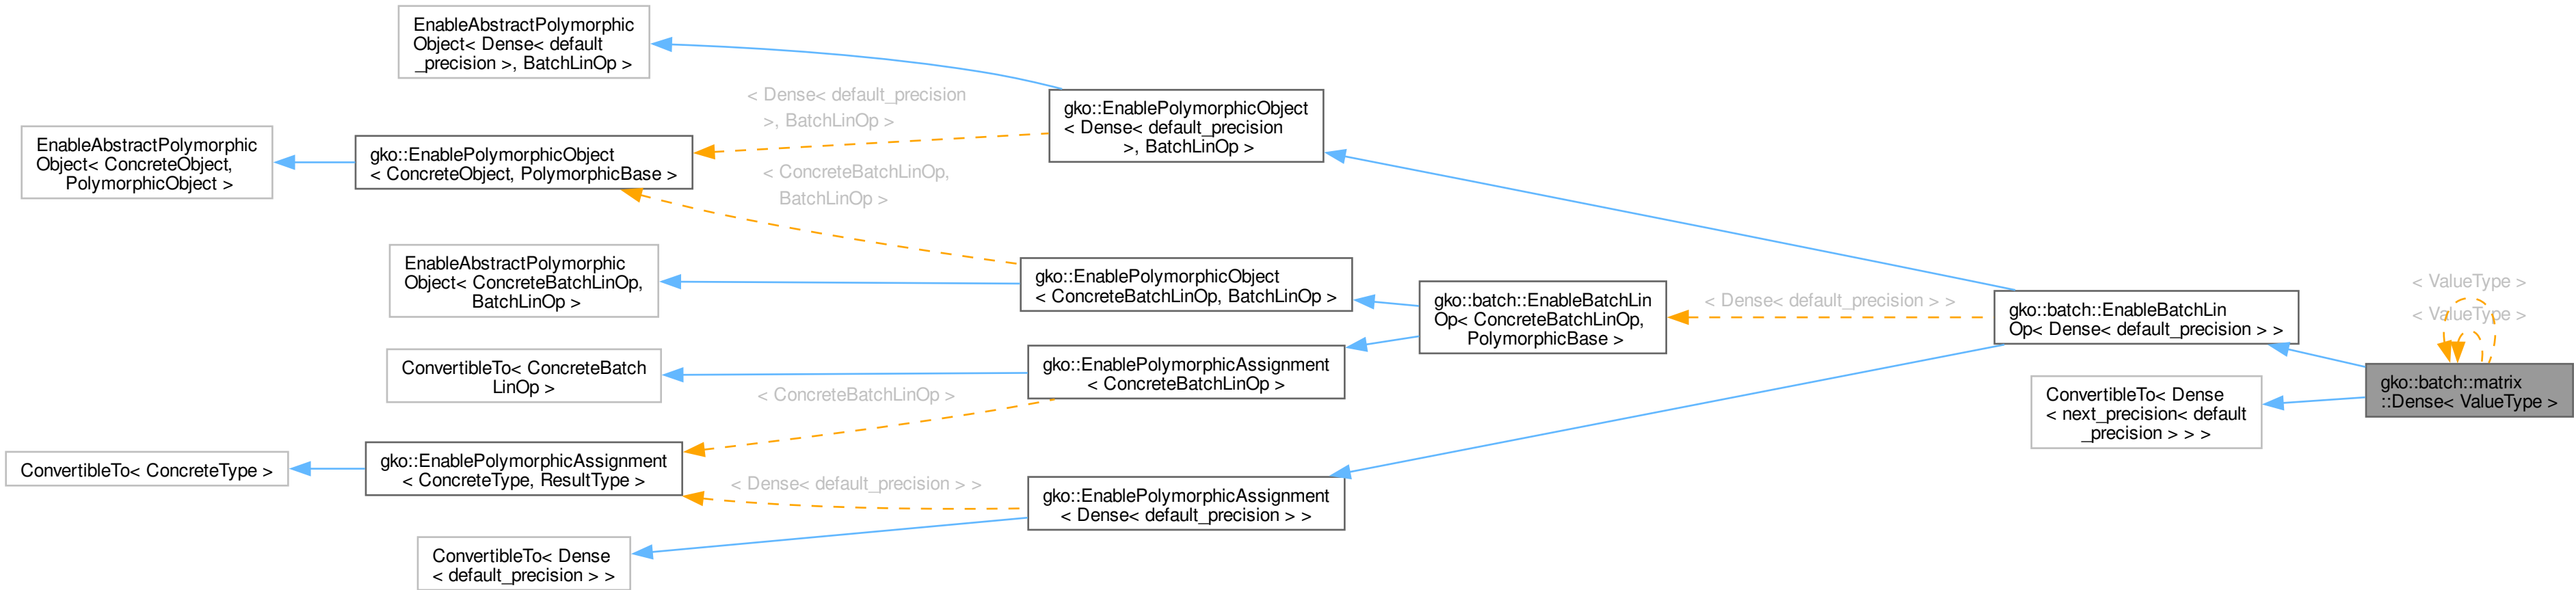 EnableAbstractPolymorphic
Object< Dense< default
_precision >, BatchLinOp >
< Dense< default_precision
>, BatchLinOp >
gko::EnablePolymorphicObject
< Dense< default_precision
>, BatchLinOp >
EnableAbstractPolymorphic
Object< ConcreteObject,
PolymorphicObject >
gko::EnablePolymorphicObject
< ConcreteObject, PolymorphicBase >
< ConcreteBatchLinOp,
BatchLinOp >
EnableAbstractPolymorphic
Object< ConcreteBatchLinOp,
BatchLinOp >
gko::EnablePolymorphicObject
< ConcreteBatchLinOp, BatchLinOp >
gko::batch::EnableBatchLin
Op< ConcreteBatchLinOp,
PolymorphicBase >
< Dense< default_precision > >
gko::batch::EnableBatchLin
Op< Dense< default_precision > >
< ValueType >
< ValueType >
ConvertibleTo< ConcreteBatch
LinOp >
gko::EnablePolymorphicAssignment
< ConcreteBatchLinOp >
< ConcreteBatchLinOp >
ConvertibleTo< Dense
< next_precision< default
_precision > > >
gko::batch::matrix
::Dense< ValueType >
ConvertibleTo< ConcreteType >
gko::EnablePolymorphicAssignment
< ConcreteType, ResultType >
< Dense< default_precision > >
gko::EnablePolymorphicAssignment
< Dense< default_precision > >
ConvertibleTo< Dense
< default_precision > >